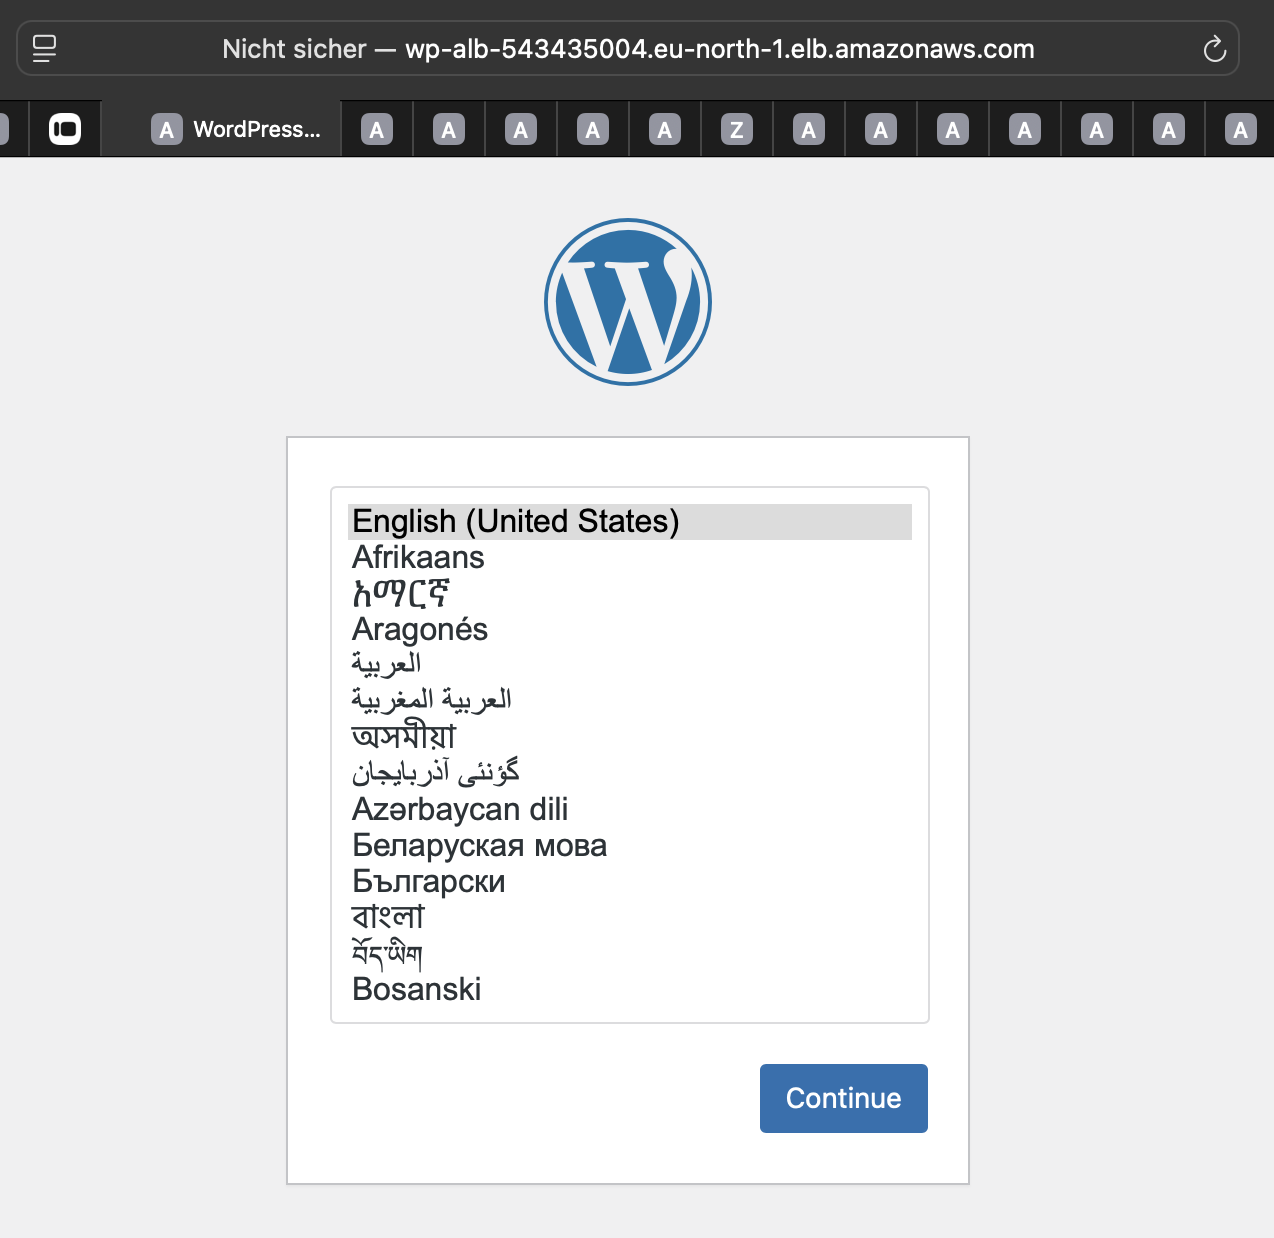 Nicht sicher — wp-alb-543435004.eu-north-1.elb.amazonaws.com
A WordPress... A A A A A Z A A A A A A A
English (United States)
Afrikaans
አማርኛ
Aragonés
العربية
العربية المغربية
অসমীয়া
گؤنئی آذربایجان
Azərbaycan dili
Беларуская мова
Български
বাংলা
བོད་ཡིག
Bosanski
Continue